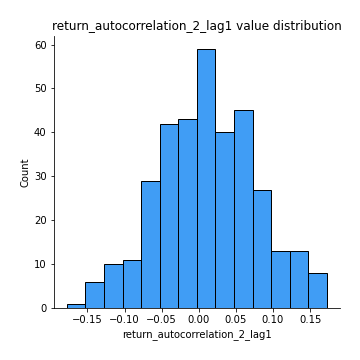 return_autocorrelation_2_lag1 value distribution
60
50
40
30
20
10
0
Count
−0.15 −0.10 −0.05 0.00 0.05 0.10 0.15
return_autocorrelation_2_lag1